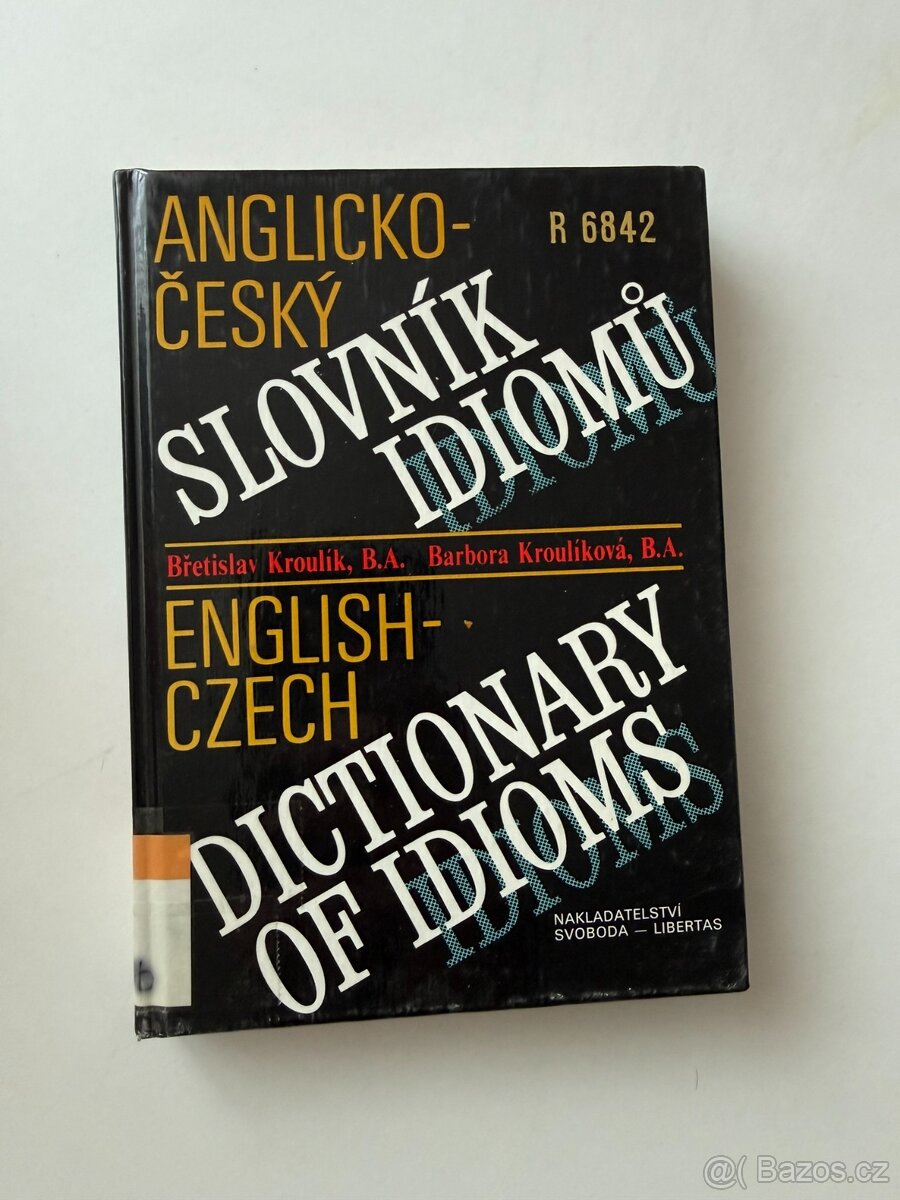 ANGLICKO-
ČESKÝ
R 6842
SLOVNÍK
IDIOMŮ
Břetislav Kroulík, B.A. Barbora Kroulíková, B.A.
ENGLISH-
CZECH
DICTIONARY
OF IDIOMS
NAKLADATELSTVÍ
SVOBODA — LIBERTAS
b
@( Bazos.cz